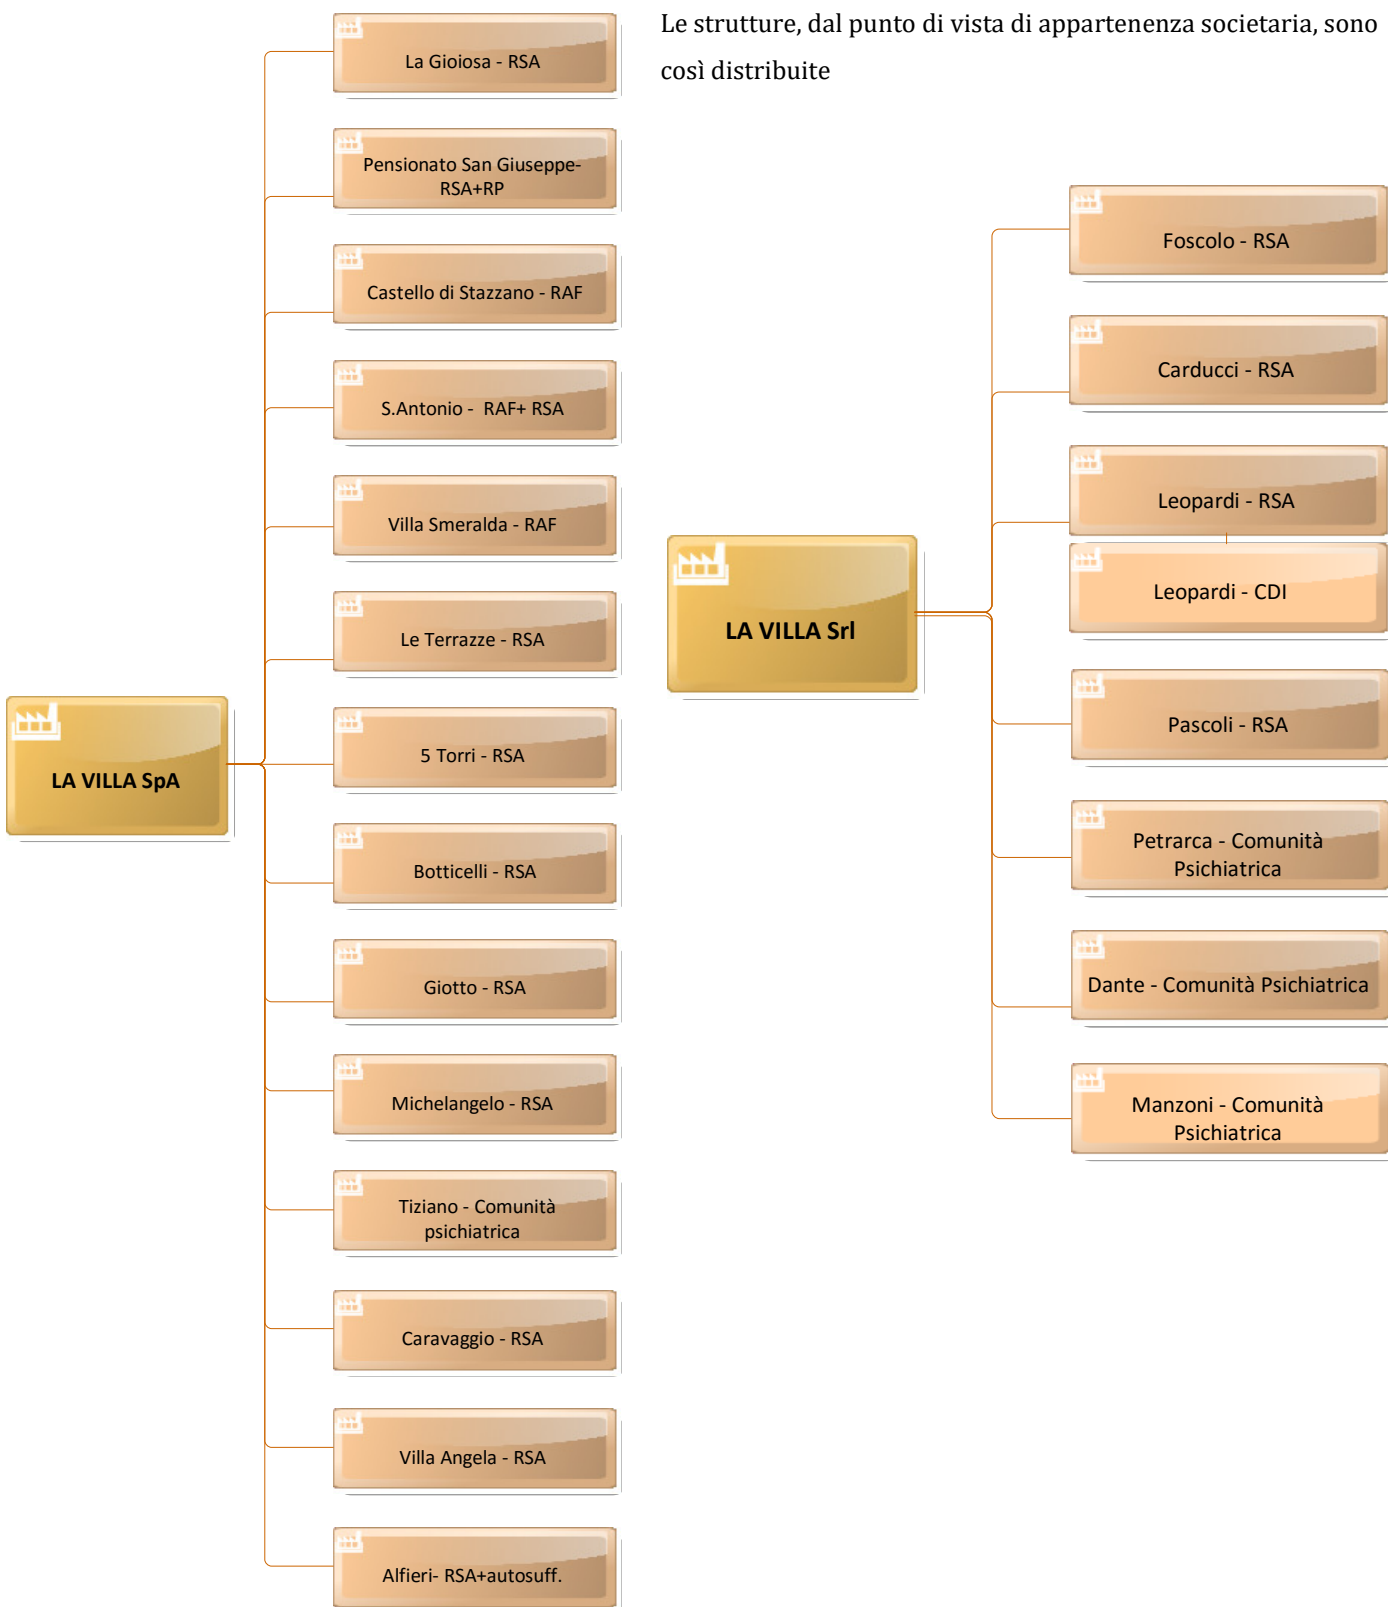 Le strutture, dal punto di vista di appartenenza societaria, sono
così distribuite
LA VILLA SpA
La Gioiosa - RSA
Pensionato San Giuseppe-
RSA+RP
Castello di Stazzano - RAF
S.Antonio -  RAF+ RSA
Villa Smeralda - RAF
Le Terrazze - RSA
5 Torri - RSA
Botticelli - RSA
Giotto - RSA
Michelangelo - RSA
Tiziano - Comunità
psichiatrica
Caravaggio - RSA
Villa Angela - RSA
Alfieri- RSA+autosuff.
LA VILLA Srl
Foscolo - RSA
Carducci - RSA
Leopardi - RSA
Leopardi - CDI
Pascoli - RSA
Petrarca - Comunità
Psichiatrica
Dante - Comunità Psichiatrica
Manzoni - Comunità
Psichiatrica